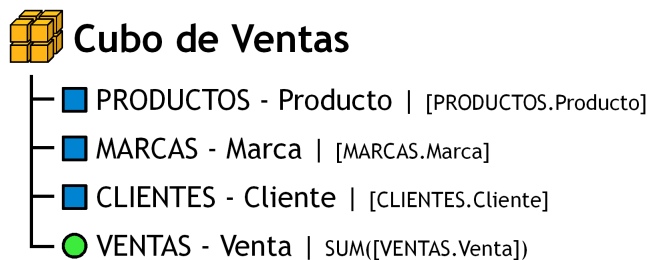 Cubo de Ventas
PRODUCTOS - Producto | [PRODUCTOS.Producto]
MARCAS - Marca | [MARCAS.Marca]
CLIENTES - Cliente | [CLIENTES.Cliente]
VENTAS - Venta | SUM([VENTAS.Venta])